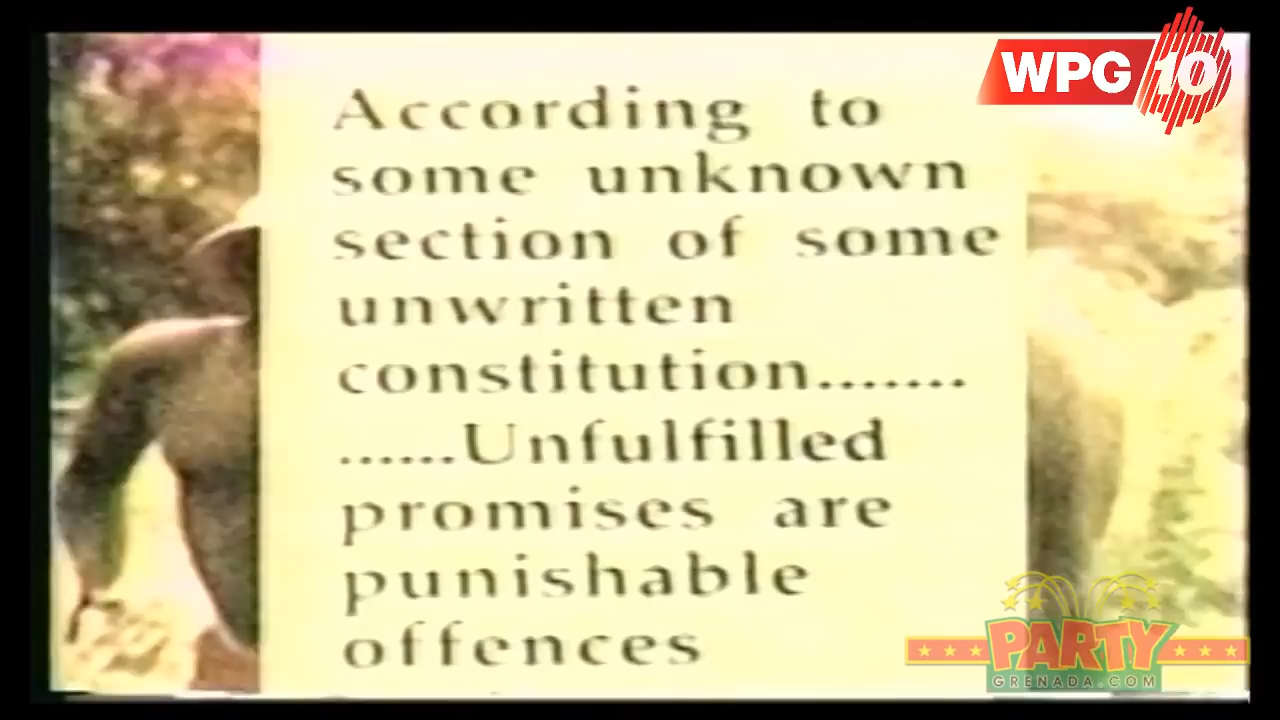 WPG 10
According to
some unknown
section of some
unwritten
constitution.......
......Unfulfilled
promises are
punishable
offences
PARTY
GRENADA.COM